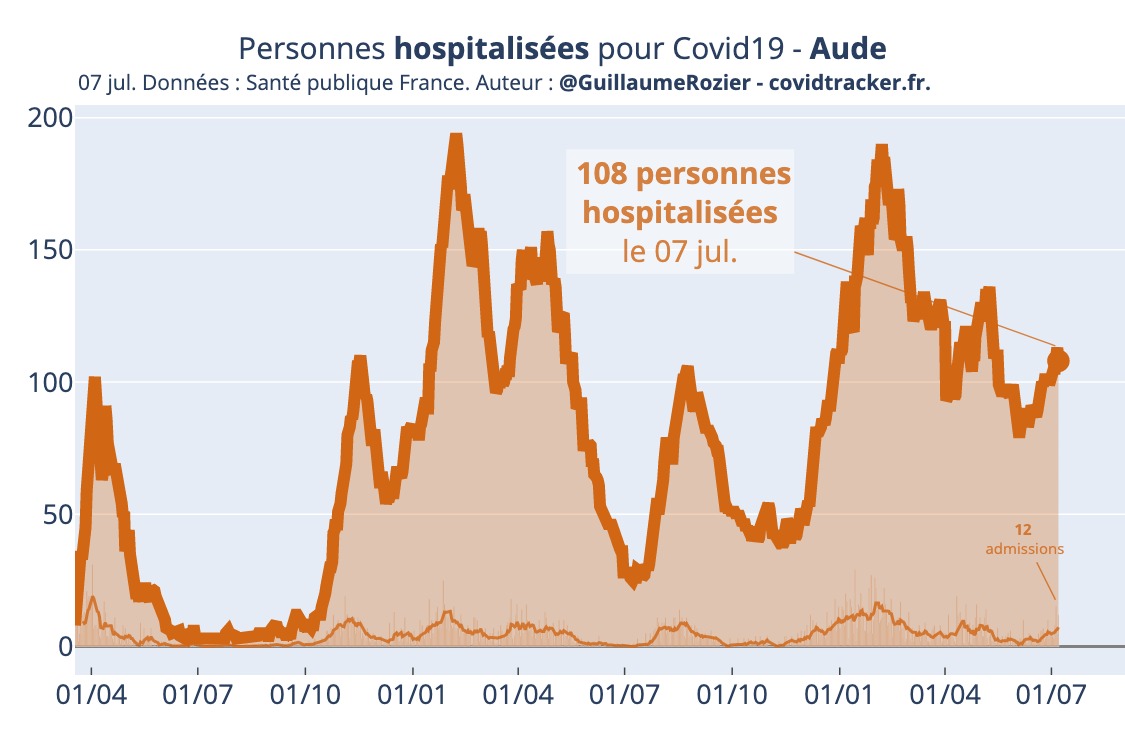 Personnes hospitalisées pour Covid19 - Aude
07 jul. Données : Santé publique France. Auteur : @GuillaumeRozier - covidtracker.fr.
200
108 personnes
hospitalisées
le 07 jul.
150
100
50
12
admissions
0
01/04 01/07 01/10 01/01 01/04 01/07 01/10 01/01 01/04 01/07